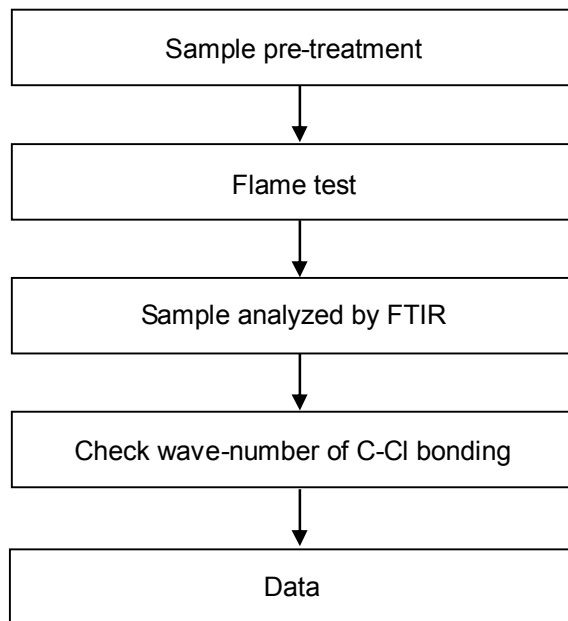 Sample pre-treatment
Flame test
Sample analyzed by FTIR
Check wave-number of C-Cl bonding
Data